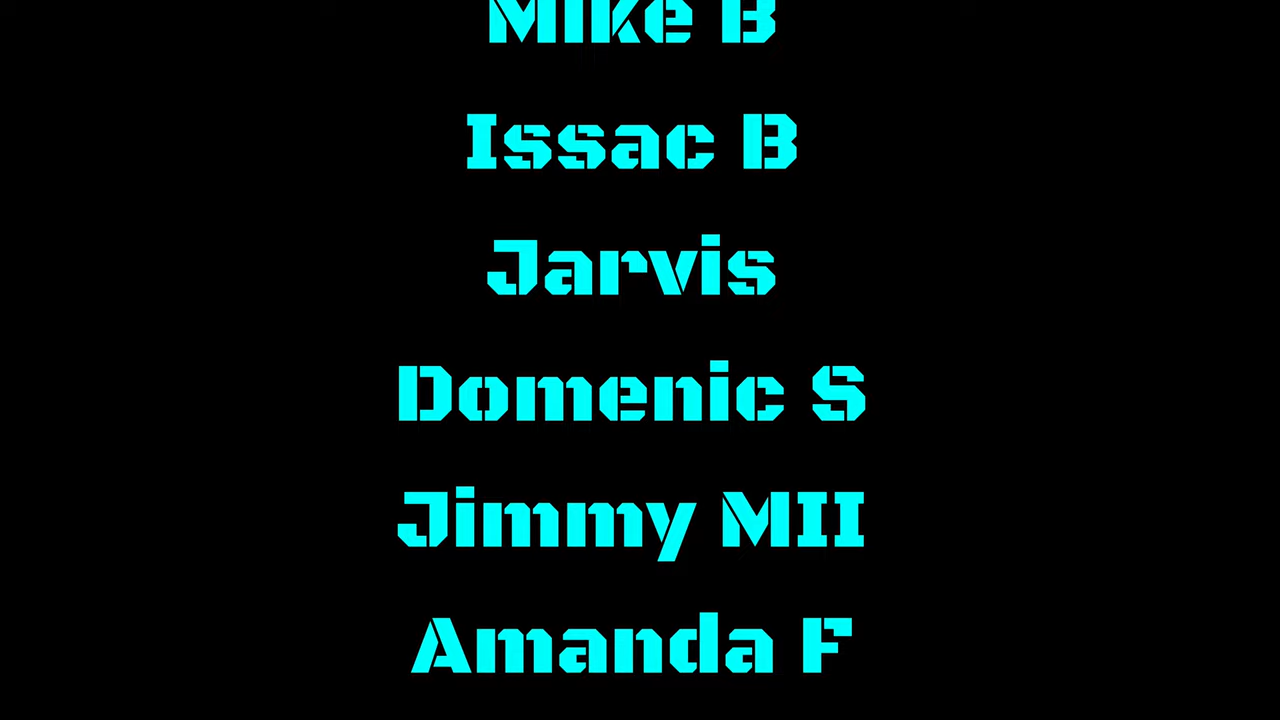 Mike B
Issac B
Jarvis
Domenic S
Jimmy MII
Amanda F